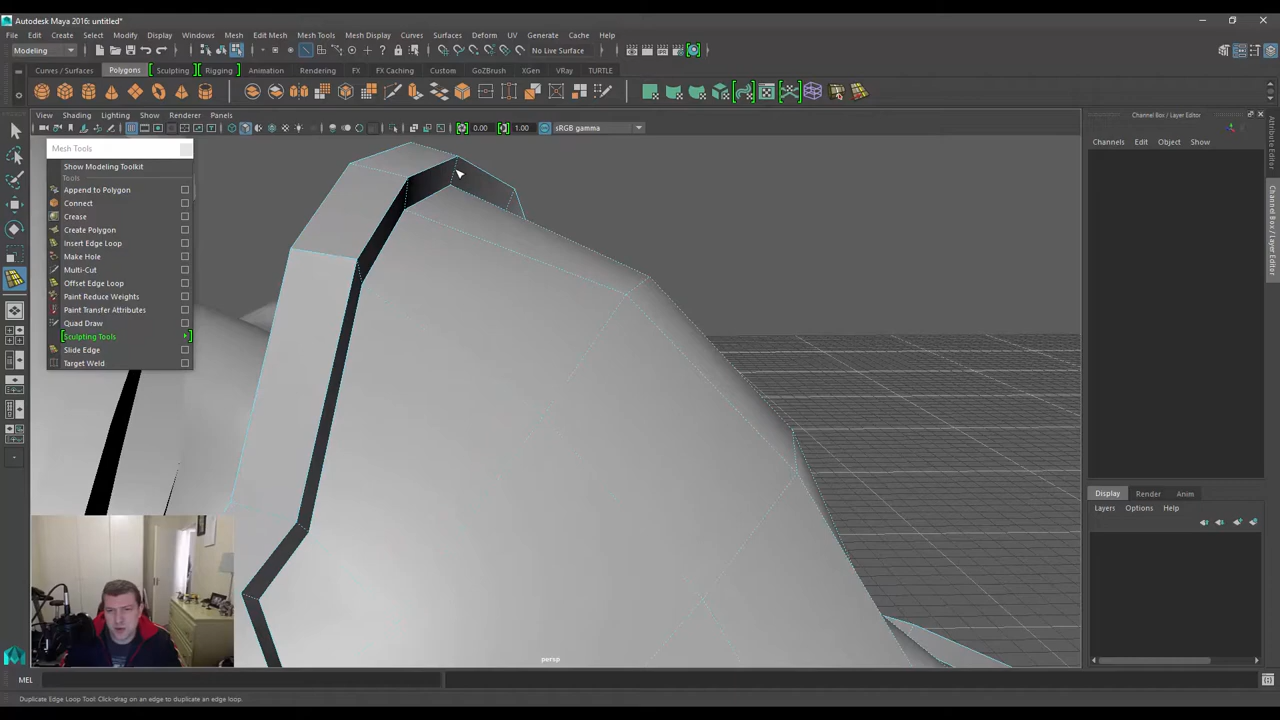 Autodesk Maya 2016: untitled*
File Edit Create Select Modify Display Windows Mesh Edit Mesh Mesh Tools Mesh Display Curves Surfaces Deform UV Generate Cache Help
Modeling No Live Surface
Curves / Surfaces Polygons Sculpting Rigging Animation Rendering FX FX Caching Custom GoZBrush XGen VRay TURTLE
View Shading Lighting Show Renderer Panels
0.00 1.00 sRGB gamma
Mesh Tools
Show Modeling Toolkit
Tools
Append to Polygon
Connect
Crease
Create Polygon
Insert Edge Loop
Make Hole
Multi-Cut
Offset Edge Loop
Paint Reduce Weights
Paint Transfer Attributes
Quad Draw
Sculpting Tools
Slide Edge
Target Weld
persp
Channel Box / Layer Editor
Channels Edit Object Show
Attribute Editor
Channel Box / Layer Editor
Display Render Anim
Layers Options Help
MEL
Duplicate Edge Loop Tool: Click-drag on an edge to duplicate an edge loop.